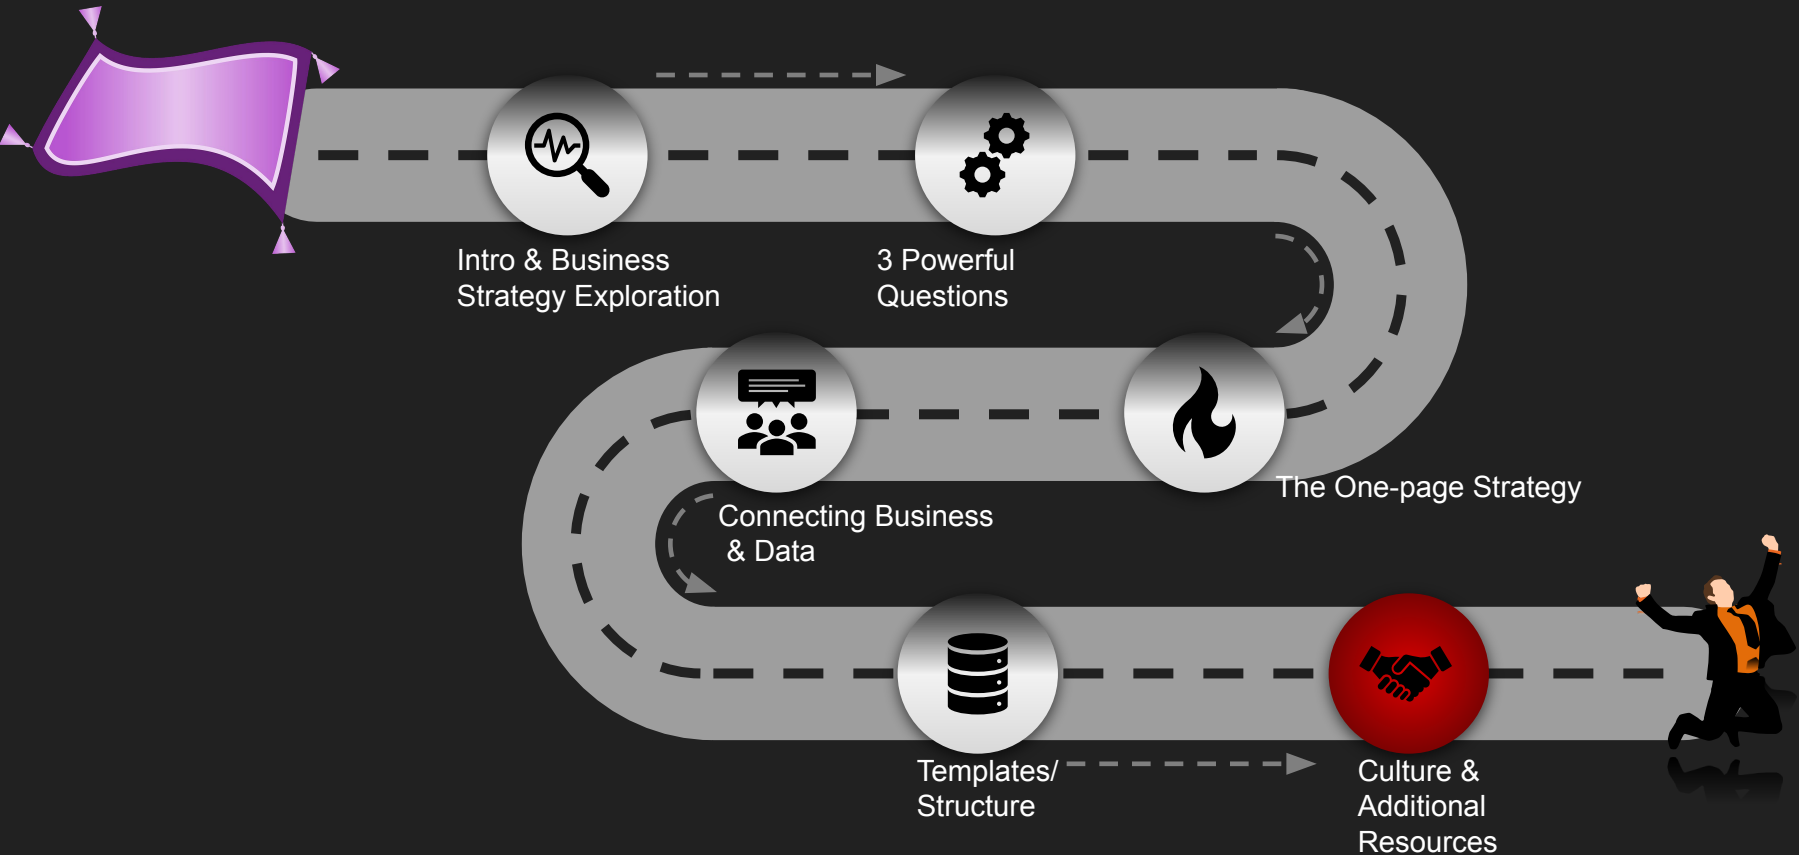 Intro & Business
Strategy Exploration
3 Powerful
Questions
The One-page Strategy
Connecting Business
& Data
Templates/
Structure
Culture &
Additional
Resources